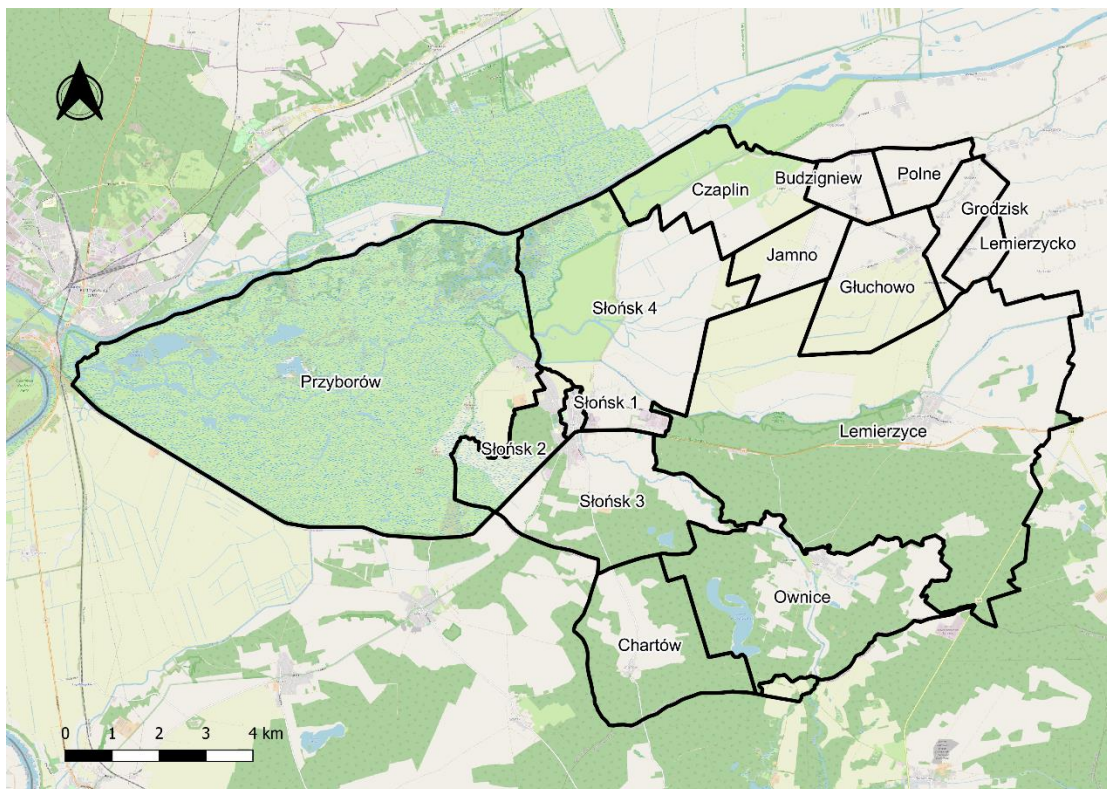 Polne
Budzigniew
Czaplin
Grodzisk
Lemierzycko
Jamno
Głuchowo
Słońsk 4
Przyborów
Słońsk 1
Lemierzyce
Słońsk 2
Słońsk 3
Ownice
Chartów
0 1 2 3 4 km